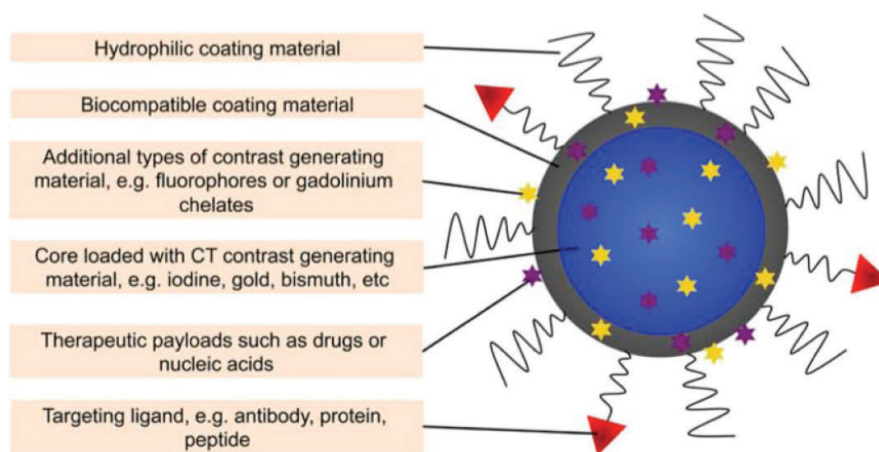 Hydrophilic coating material
Biocompatible coating material
Additional types of contrast generating
material, e.g. fluorophores or gadolinium
chelates
Core loaded with CT contrast generating
material, e.g. iodine, gold, bismuth, etc
Therapeutic payloads such as drugs or
nucleic acids
Targeting ligand, e.g. antibody, protein,
peptide